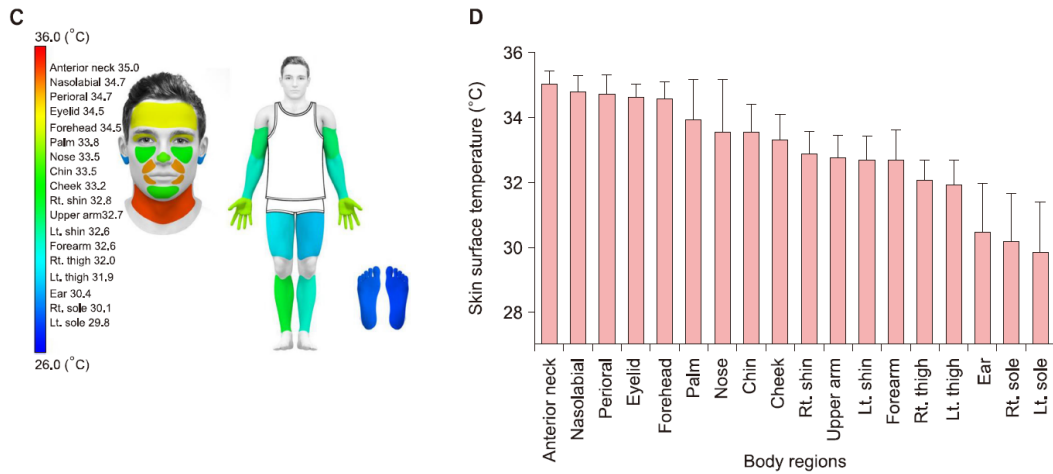 C
36.0 (°C)
Anterior neck 35.0
Nasolabial 34.7
Perioral 34.7
Eyelid 34.5
Forehead 34.5
Palm 33.8
Nose 33.5
Chin 33.5
Cheek 33.2
Rt. shin 32.8
Upper arm32.7
Lt. shin 32.6
Forearm 32.6
Rt. thigh 32.0
Lt. thigh 31.9
Ear 30.4
Rt. sole 30.1
Lt. sole 29.8
26.0 (°C)
D
Skin surface temperature (°C)
36
34
32
30
28
Anterior neck
Nasolabial
Perioral
Eyelid
Forehead
Palm
Nose
Chin
Cheek
Rt. shin
Upper arm
Lt. shin
Forearm
Rt. thigh
Lt. thigh
Ear
Rt. sole
Lt. sole
Body regions